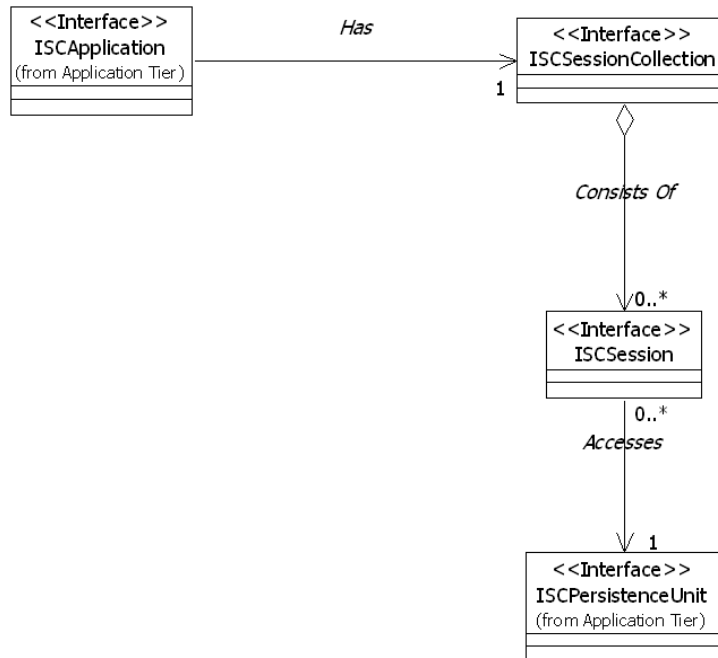 <<Interface>>
ISCApplication
(from Application Tier)
Has
1
<<Interface>>
ISCSessionCollection
Consists Of
0..*
<<Interface>>
ISCSession
0..*
Accesses
1
<<Interface>>
ISCPersistenceUnit
(from Application Tier)